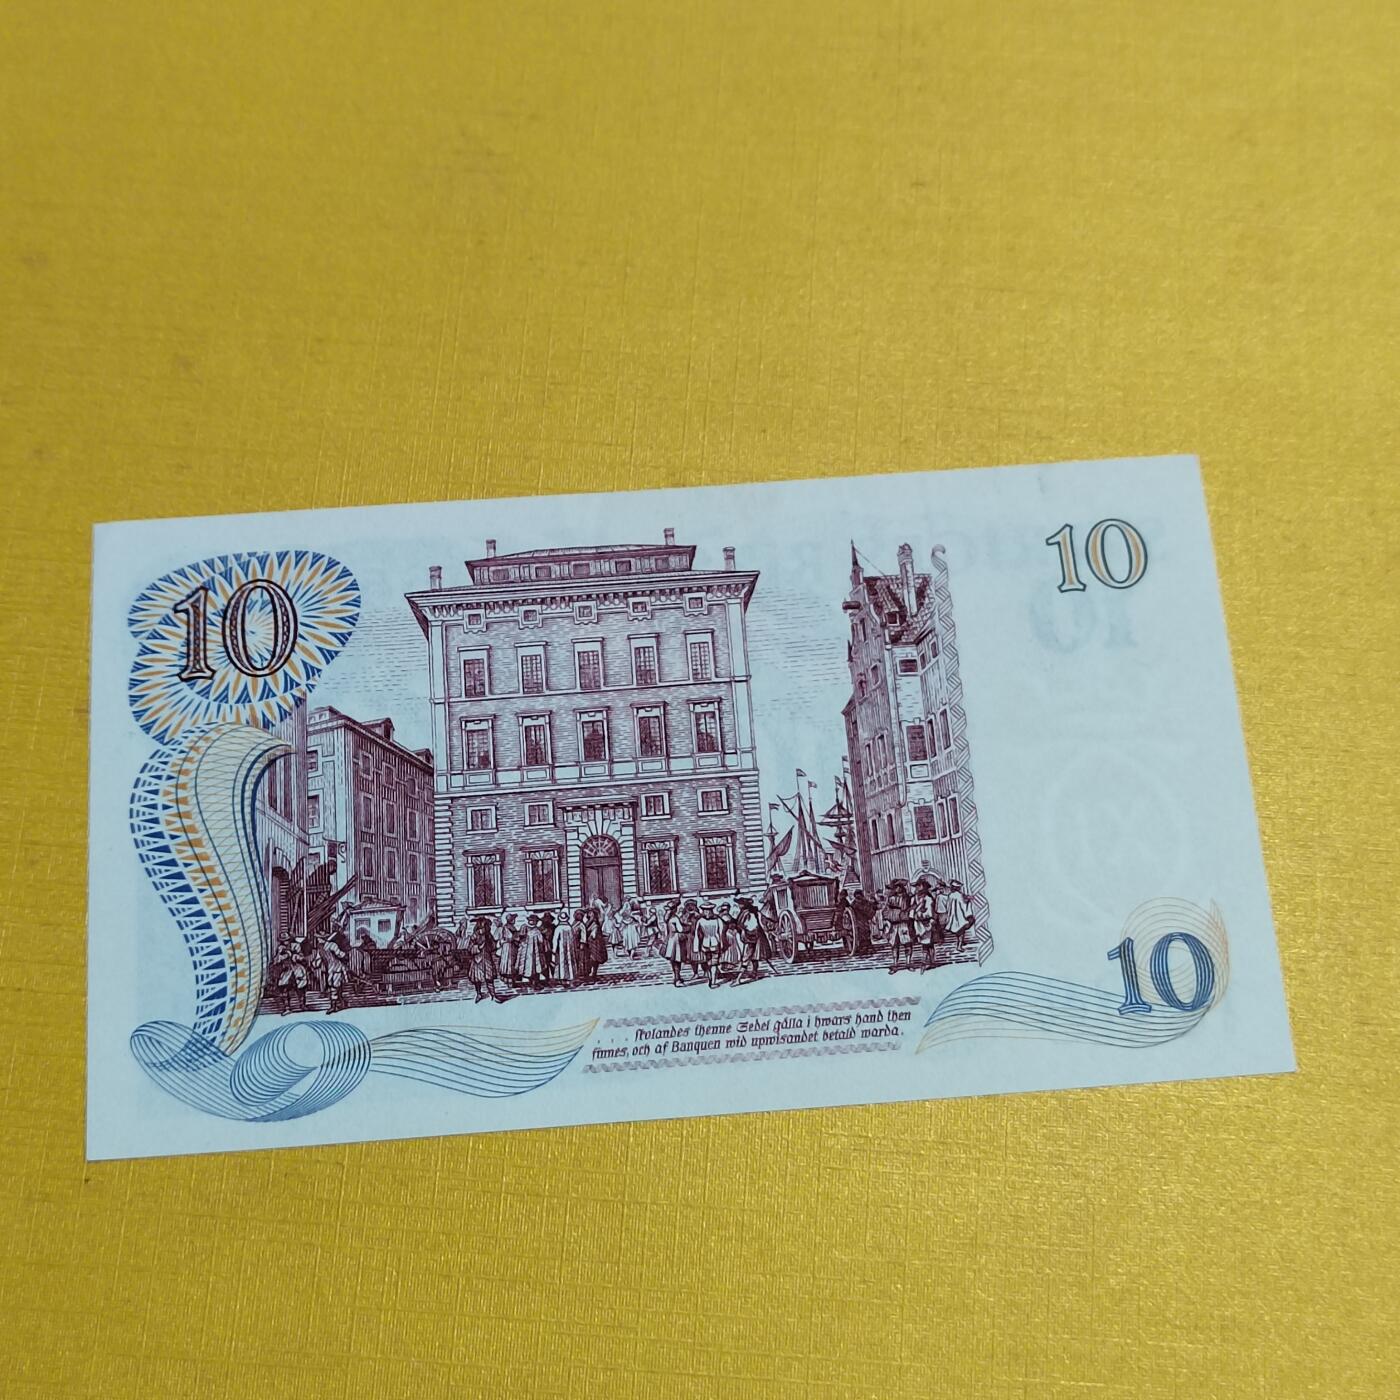 10
10
. . . skolandes thenne Sedel gälla i hwars hand then
finnes, och af Banquen wid upwisandet betald warda.
10